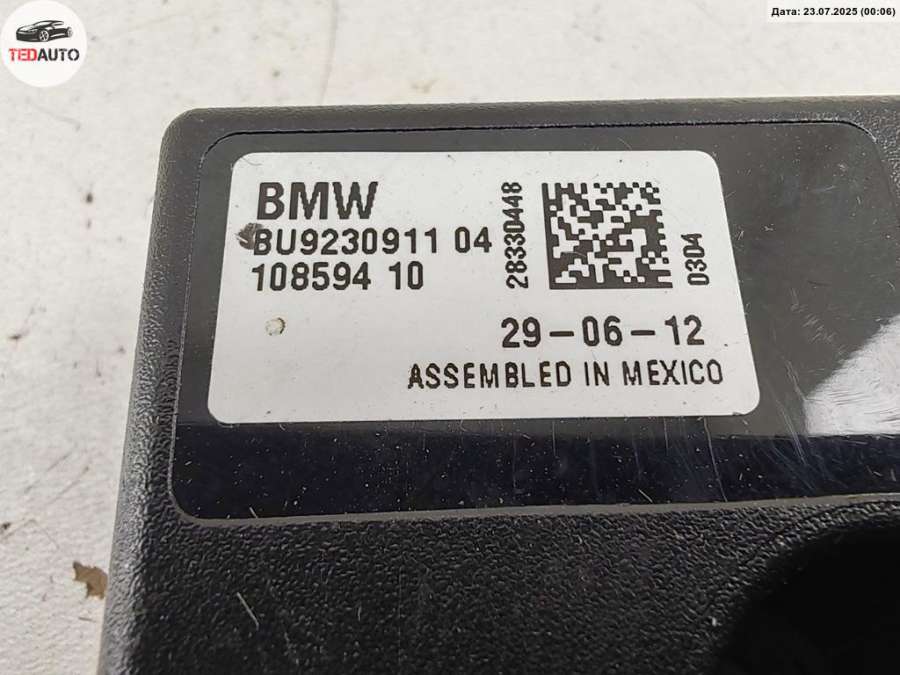 TEDAUTO
Дата: 23.07.2025 (00:06)
BMW
BU9230911 04
108594 10
28330448
0304
29-06-12
ASSEMBLED IN MEXICO